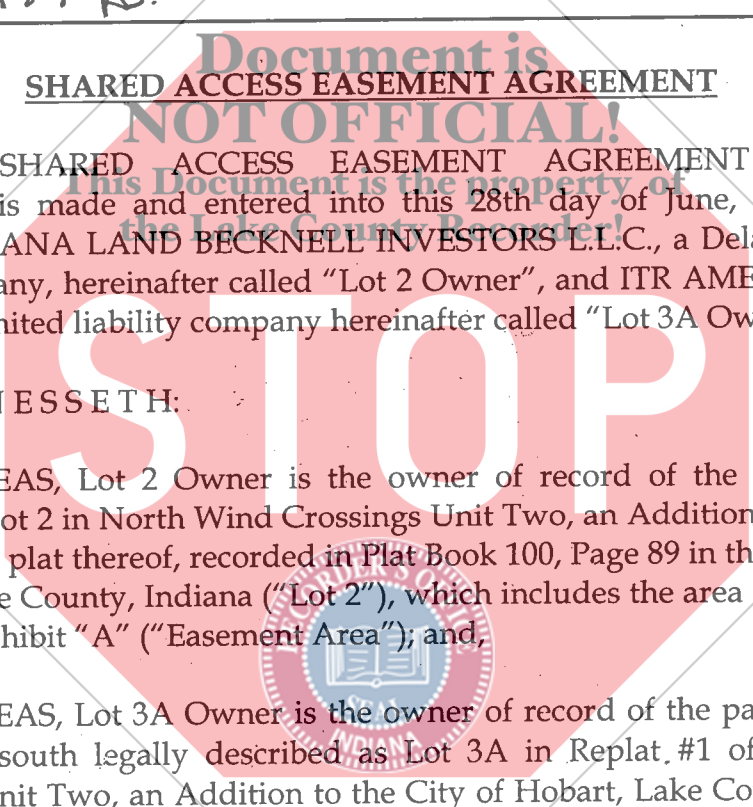 Document is
SHARED ACCESS EASEMENT AGREEMENT
NOT OFFICIAL!
SHARED ACCESS EASEMENT AGREEMENT
This Document is the property of
is made and entered into this 28th day of June,
the Lake County Recorder!
ANA LAND BECKNELL INVESTORS L.L.C., a Dela
any, hereinafter called "Lot 2 Owner", and ITR AME
mited liability company hereinafter called "Lot 3A Ow
STOP
N E S S E T H:
EAS, Lot 2 Owner is the owner of record of the
ot 2 in North Wind Crossings Unit Two, an Addition
plat thereof, recorded in Plat Book 100, Page 89 in th
e County, Indiana ("Lot 2"), which includes the area
hibit "A" ("Easement Area"); and,
RECORDER'S OFFICE
SEAL
INDIANA
EAS, Lot 3A Owner is the owner of record of the pa
south legally described as Lot 3A in Replat #1 of
nit Two, an Addition to the City of Hobart, Lake Co